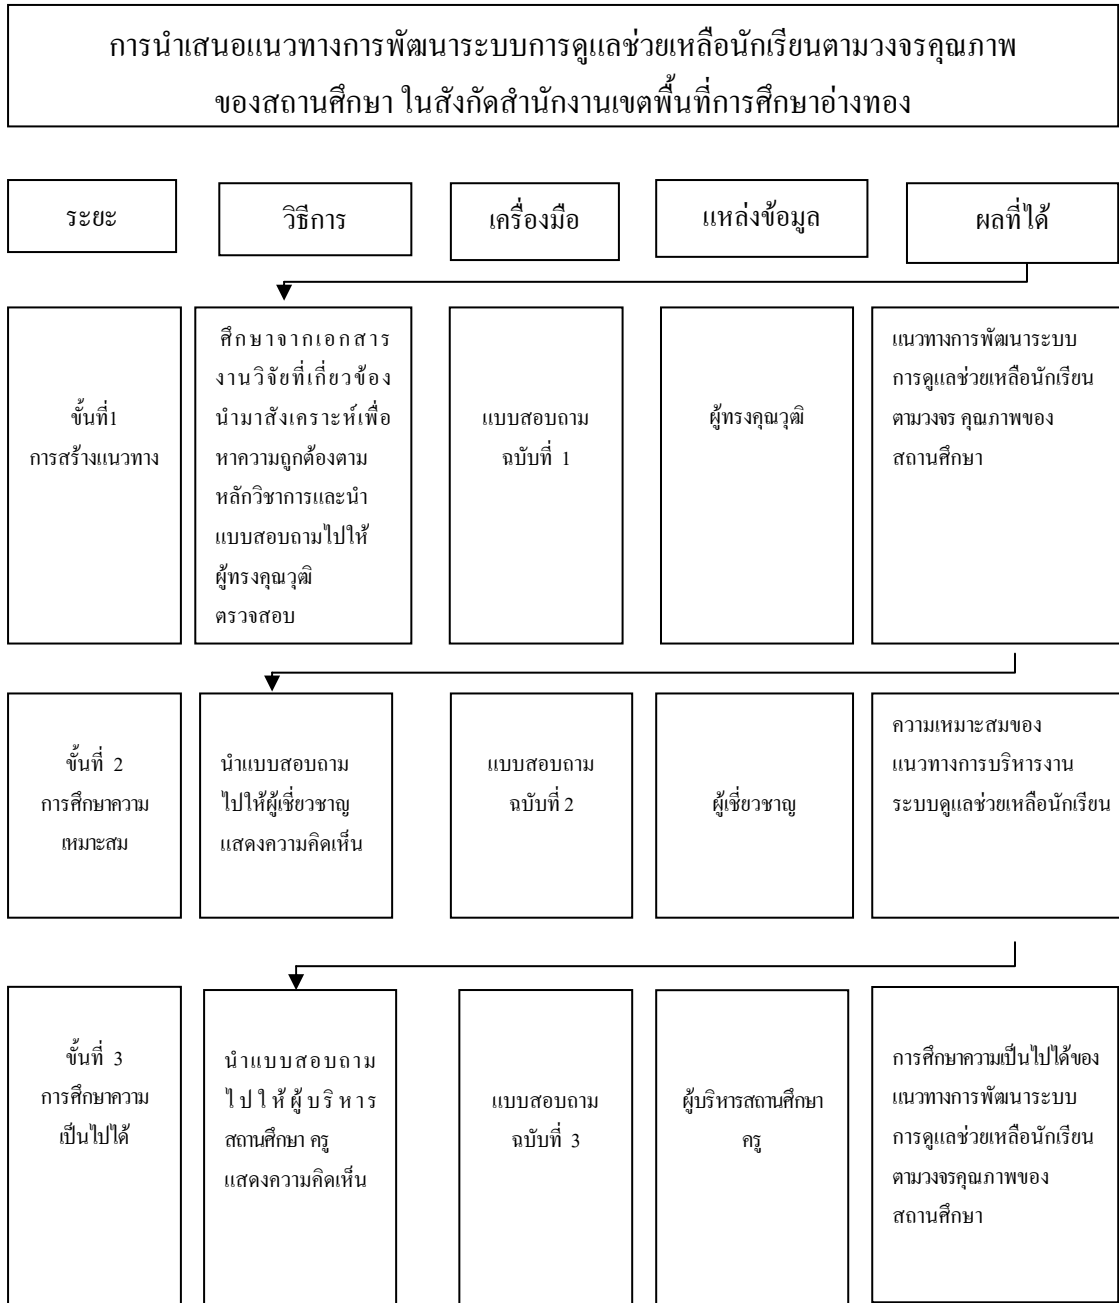 การนำเสนอแนวทางการพัฒนาระบบการดูแลช่วยเหลือนักเรียนตามวงจรคุณภาพ
ของสถานศึกษา ในสังกัดสำนักงานเขตพื้นที่การศึกษาอ่างทอง
ระยะ
วิธีการ
เครื่องมือ
แหล่งข้อมูล
ผลที่ได้
ขั้นที่1
การสร้างแนวทาง
ศึกษาจากเอกสาร
งานวิจัยที่เกี่ยวข้อง
นำมาสังเคราะห์เพื่อ
หาความถูกต้องตาม
หลักวิชาการและนำ
แบบสอบถามไปให้
ผู้ทรงคุณวุฒิ
ตรวจสอบ
แบบสอบถาม
ฉบับที่ 1
ผู้ทรงคุณวุฒิ
แนวทางการพัฒนาระบบ
การดูแลช่วยเหลือนักเรียน
ตามวงจร คุณภาพของ
สถานศึกษา
ขั้นที่ 2
การศึกษาความ
เหมาะสม
นำแบบสอบถาม
ไปให้ผู้เชี่ยวชาญ
แสดงความคิดเห็น
แบบสอบถาม
ฉบับที่ 2
ผู้เชี่ยวชาญ
ความเหมาะสมของ
แนวทางการบริหารงาน
ระบบดูแลช่วยเหลือนักเรียน
ขั้นที่ 3
การศึกษาความ
เป็นไปได้
นำแบบสอบถาม
ไปให้ผู้บริหาร
สถานศึกษา ครู
แสดงความคิดเห็น
แบบสอบถาม
ฉบับที่ 3
ผู้บริหารสถานศึกษา
ครู
การศึกษาความเป็นไปได้ของ
แนวทางการพัฒนาระบบ
การดูแลช่วยเหลือนักเรียน
ตามวงจรคุณภาพของ
สถานศึกษา